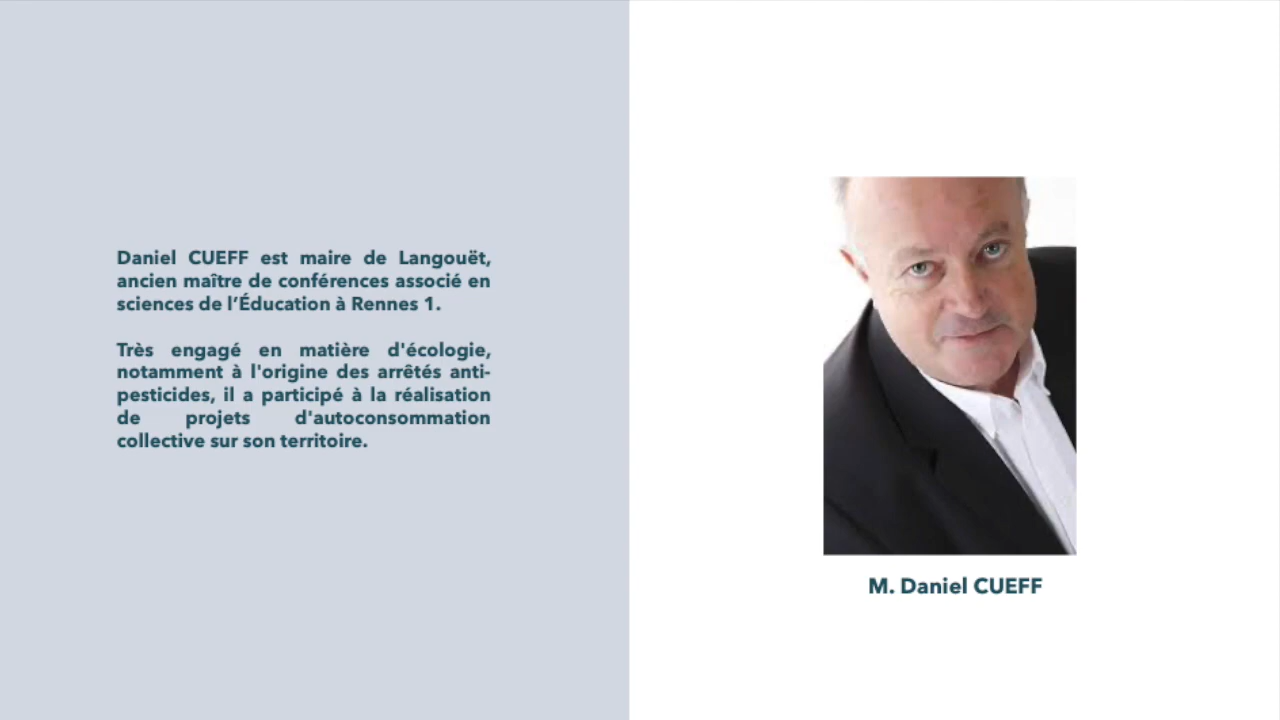 Daniel CUEFF est maire de Langouët,
ancien maître de conférences associé en
sciences de l’Éducation à Rennes 1.
Très engagé en matière d'écologie,
notamment à l'origine des arrêtés anti-
pesticides, il a participé à la réalisation
de projets d'autoconsommation
collective sur son territoire.
M. Daniel CUEFF